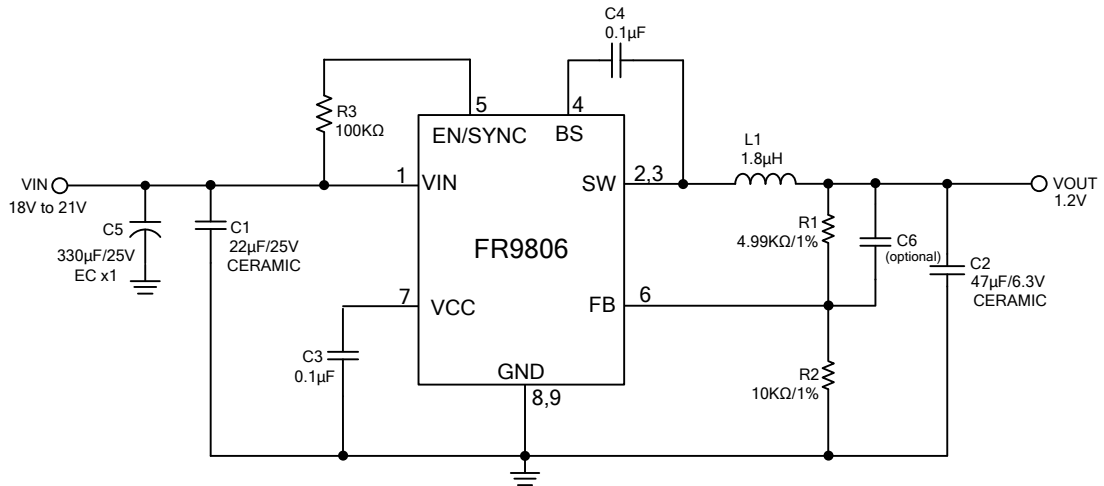 C4
0.1µF
R3
100KΩ
5
4
EN/SYNC
BS
L1
1.8µH
VIN
18V to 21V
1
VIN
SW
2,3
VOUT
1.2V
C5
330µF/25V
EC x1
C1
22µF/25V
CERAMIC
FR9806
R1
4.99KΩ/1%
C6
(optional)
C2
47µF/6.3V
CERAMIC
7
VCC
FB
6
C3
0.1µF
GND
8,9
R2
10KΩ/1%